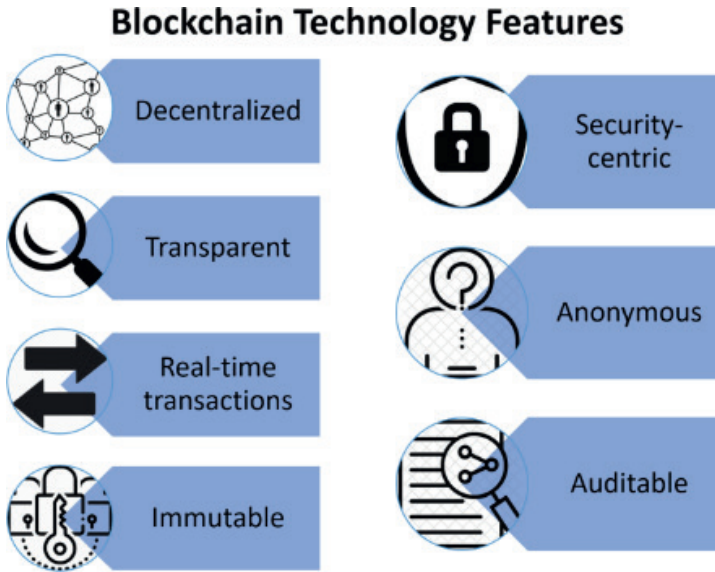 Blockchain Technology Features
Decentralized
Transparent
Real-time
transactions
Immutable
Security-
centric
Anonymous
Auditable